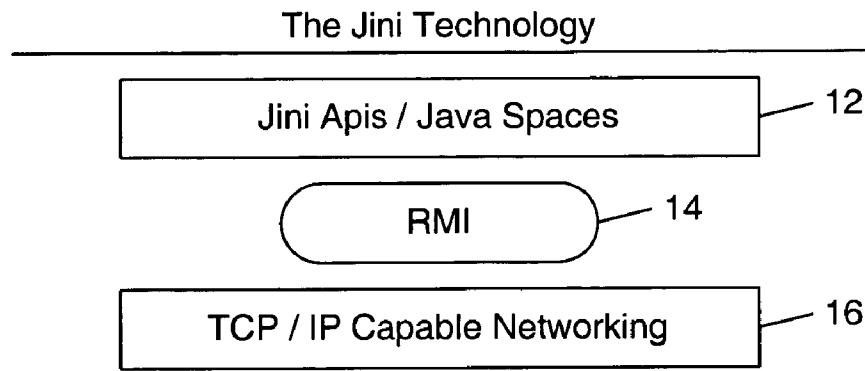 The Jini Technology
Jini Apis / Java Spaces
12
RMI
14
TCP / IP Capable Networking
16